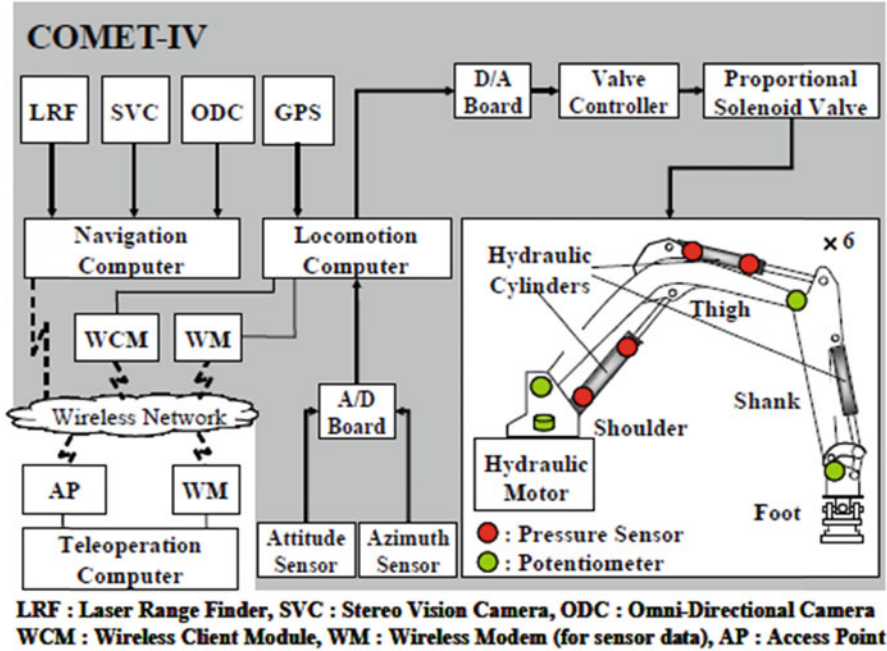 COMET-IV
LRF
SVC
ODC
GPS
D/A
Board
Valve
Controller
Proportional
Solenoid Valve
Navigation
Computer
Locomotion
Computer
WCM
WM
Wireless Network
A/D
Board
AP
WM
Teleoperation
Computer
Attitude
Sensor
Azimuth
Sensor
× 6
Hydraulic
Cylinders
Thigh
Shank
Shoulder
Hydraulic
Motor
Foot
: Pressure Sensor
: Potentiometer
LRF : Laser Range Finder, SVC : Stereo Vision Camera, ODC : Omni-Directional Camera
WCM : Wireless Client Module, WM : Wireless Modem (for sensor data), AP : Access Point